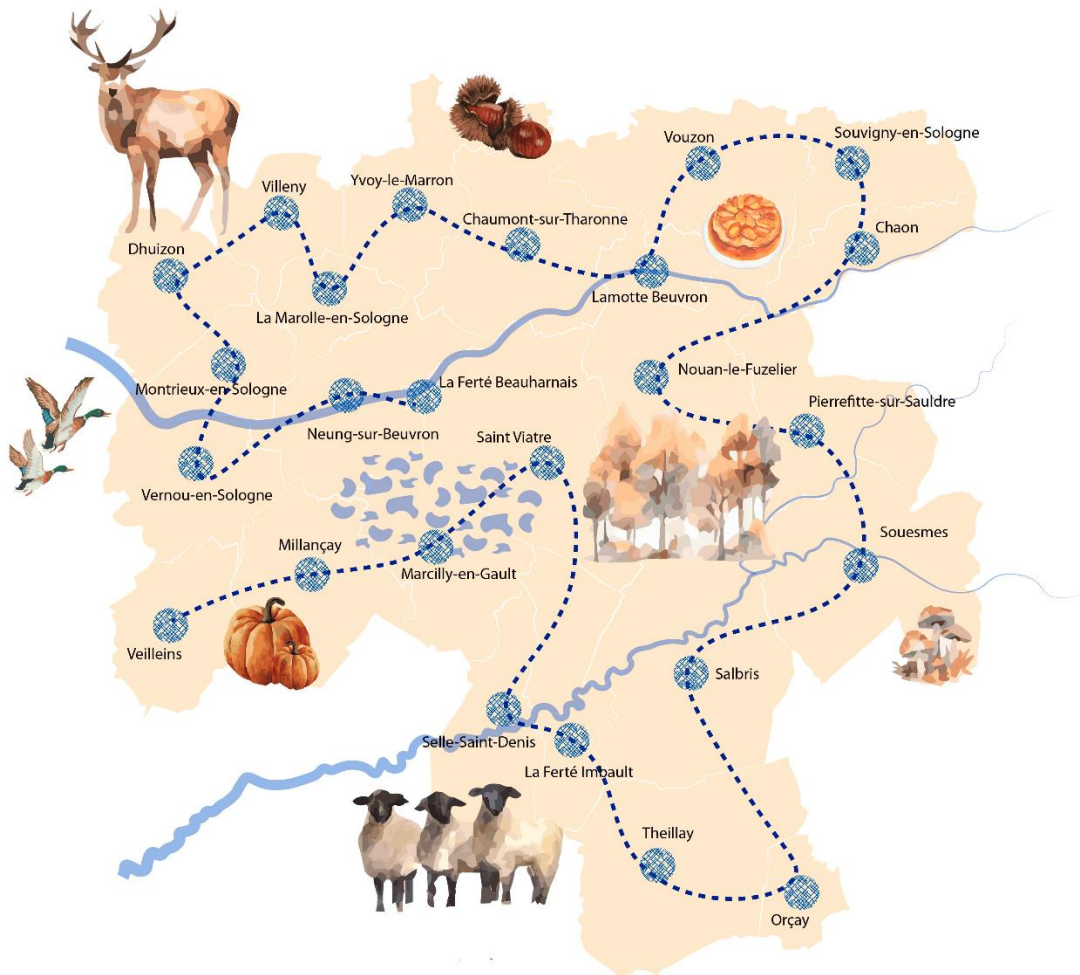 Souvigny-en-Sologne
Vouzon
Yvoy-le-Marron
Villeny
Chaumont-sur-Tharonne
Chaon
Dhuizon
Lamotte Beuvron
La Marolle-en-Sologne
Nouan-le-Fuzelier
La Ferté Beauharnais
Montrieux-en-Sologne
Pierrefitte-sur-Sauldre
Neung-sur-Beuvron
Saint Viatre
Vernou-en-Sologne
Souesmes
Millançay
Marcilly-en-Gault
Veilleins
Salbris
Selle-Saint-Denis
La Ferté Imbault
Theillay
Orçay